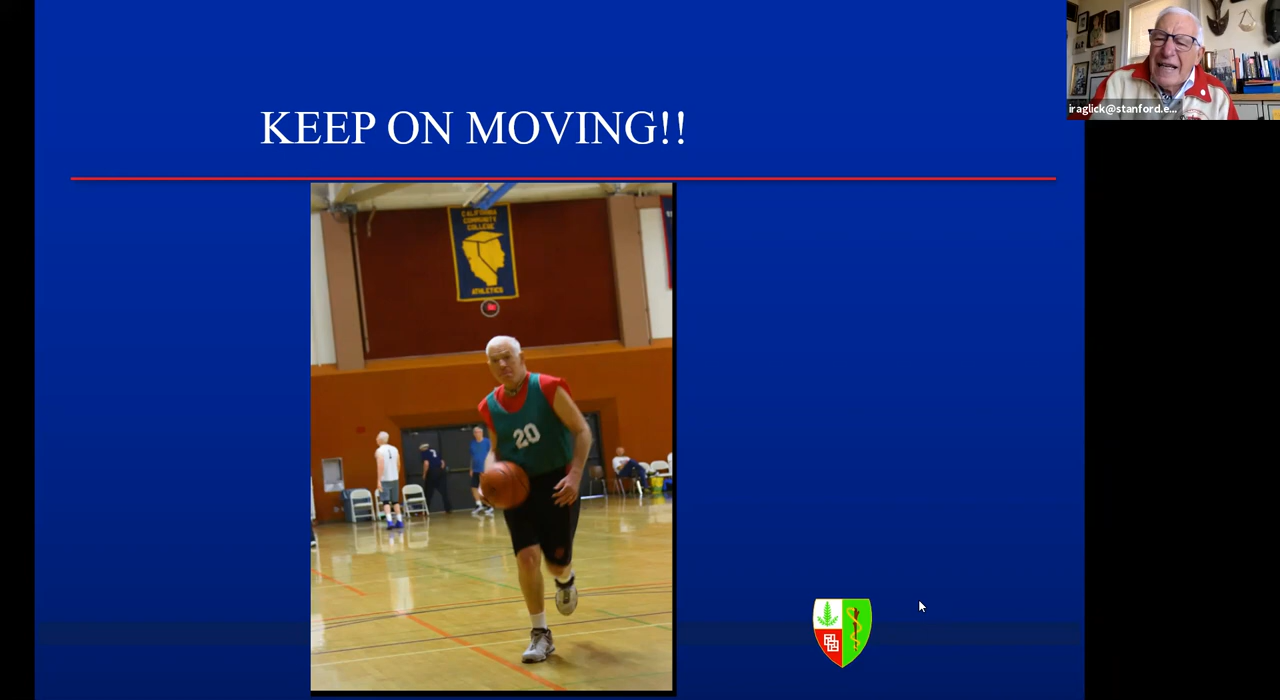 iraglick@stanford.e...
KEEP ON MOVING!!
CALIFORNIA
COMMUNITY
COLLEGE
ATHLETICS
20